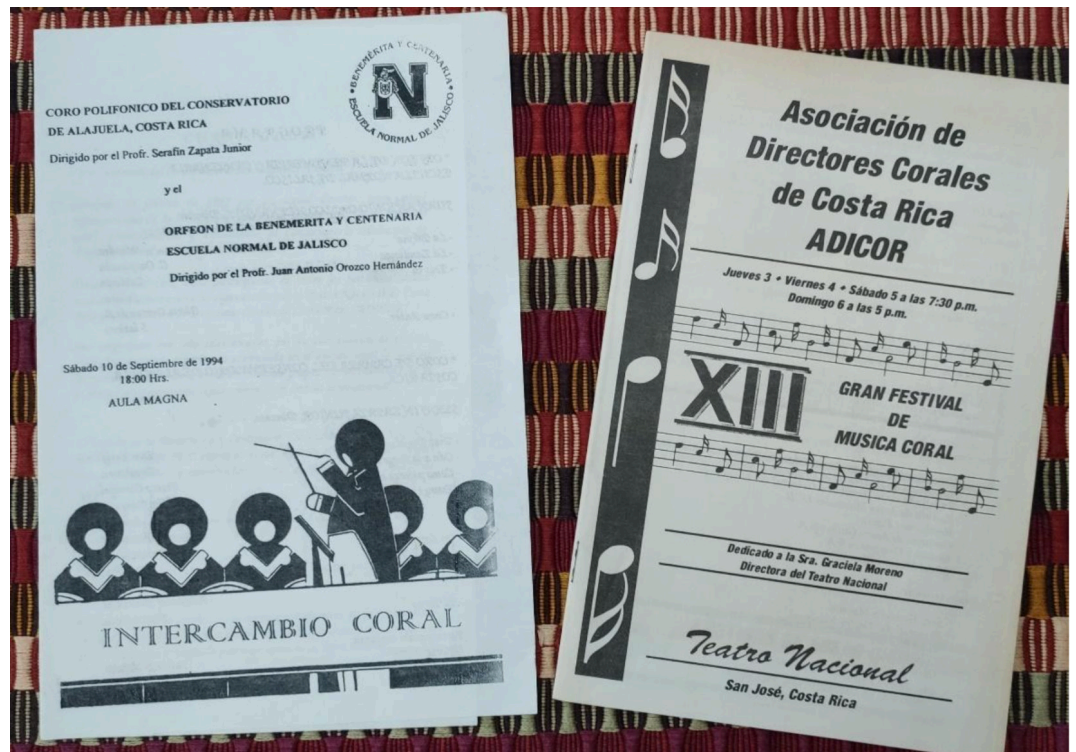 BENEMÉRITA Y CENTENARIA
ESCUELA NORMAL DE JALISCO
N
CORO POLIFONICO DEL CONSERVATORIO
DE ALAJUELA, COSTA RICA
Dirigido por el Profr. Serafín Zapata Junior
y el
ORFEON DE LA BENEMERITA Y CENTENARIA
ESCUELA NORMAL DE JALISCO
Dirigido por el Profr. Juan Antonio Orozco Hernández
Sábado 10 de Septiembre de 1994
18:00 Hrs.
AULA MAGNA
INTERCAMBIO CORAL
Asociación de
Directores Corales
de Costa Rica
ADICOR
Jueves 3 • Viernes 4 • Sábado 5 a las 7:30 p.m.
Domingo 6 a las 5 p.m.
XIII
GRAN FESTIVAL
DE
MUSICA CORAL
Dedicado a la Sra. Graciela Moreno
Directora del Teatro Nacional
Teatro Nacional
San José, Costa Rica